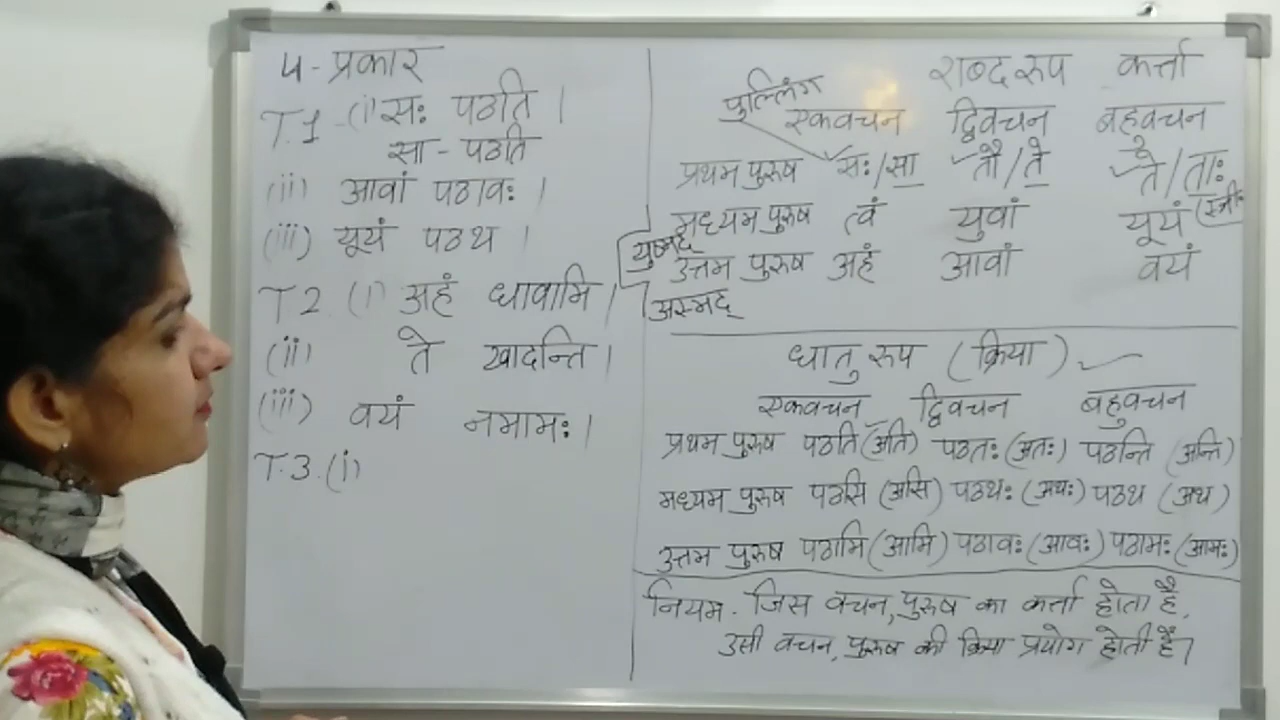 4 - प्रकार
T.1 (i) सः पठति ।
सा - पठति
(ii) आवां पठावः ।
(iii) यूयं पठथ ।
T.2. (i) अहं धावामि ।
(ii) ते खादन्ति ।
(iii) वयं नमामः ।
T.3. (i)
शब्द रुप कर्त्ता
पुल्लिंग
एकवचन द्विवचन बहुवचन
प्रथम पुरुष सः/सा तौ/ते ते/ताः
(स्त्री॰
मध्यम पुरुष त्वं युवां यूयं
युष्मद्
उत्तम पुरुष अहं आवां वयं
अस्मद्
धातु रुप (क्रिया)
एकवचन द्विवचन बहुवचन
प्रथम पुरुष पठति (अति) पठतः (अतः) पठन्ति (अन्ति)
मध्यम पुरुष पठसि (असि) पठथः (अथः) पठथ (अथ)
उत्तम पुरुष पठामि (आमि) पठावः (आवः) पठामः (आमः)
नियम - जिस वचन, पुरुष का कर्त्ता होता है,
उसी वचन, पुरुष की क्रिया प्रयोग होती है।